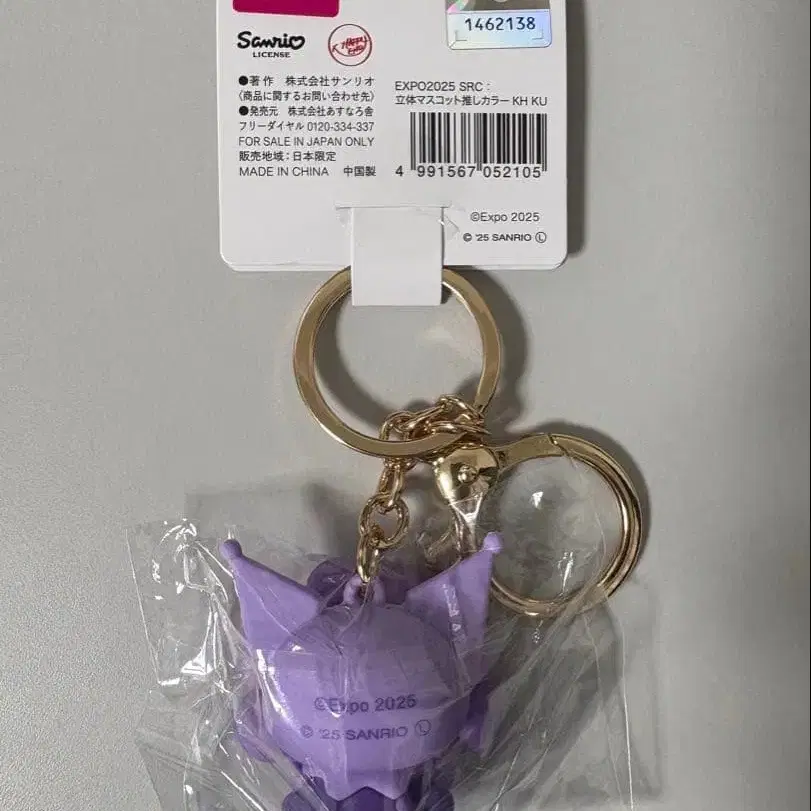 1462138
Sanrio
LICENSE
HAPPY
●著作 株式会社サンリオ
〈商品に関するお問い合わせ先〉
●発売元 株式会社あすなろ舎
フリーダイヤル 0120-334-337
FOR SALE IN JAPAN ONLY
販売地域：日本限定
MADE IN CHINA 中国製
EXPO2025 SRC：
立体マスコット推しカラー KH KU
4 991567 052105
©Expo 2025
© '25 SANRIO Ⓛ
©Expo 2025
© '25 SANRIO Ⓛ